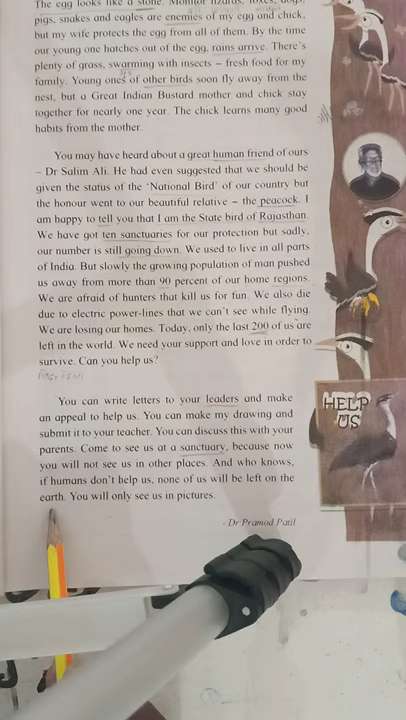 The egg looks like a stone. Monitor lizards, foxes, dogs,
pigs, snakes and eagles are enemies of my egg and chick,
but my wife protects the egg from all of them. By the time
our young one hatches out of the egg, rains arrive. There's
plenty of grass, swarming with insects – fresh food for my
family. Young ones of other birds soon fly away from the
nest, but a Great Indian Bustard mother and chick stay
together for nearly one year. The chick learns many good
habits from the mother.
You may have heard about a great human friend of ours
– Dr Salim Ali. He had even suggested that we should be
given the status of the 'National Bird' of our country but
the honour went to our beautiful relative – the peacock. I
am happy to tell you that I am the State bird of Rajasthan.
We have got ten sanctuaries for our protection but sadly,
our number is still going down. We used to live in all parts
of India. But slowly the growing population of man pushed
us away from more than 90 percent of our home regions.
We are afraid of hunters that kill us for fun. We also die
due to electric power-lines that we can't see while flying.
We are losing our homes. Today, only the last 200 of us are
left in the world. We need your support and love in order to
survive. Can you help us?
You can write letters to your leaders and make
an appeal to help us. You can make my drawing and
submit it to your teacher. You can discuss this with your
parents. Come to see us at a sanctuary, because now
you will not see us in other places. And who knows,
if humans don't help us, none of us will be left on the
earth. You will only see us in pictures.
- Dr Pramod Patil
HELP
US